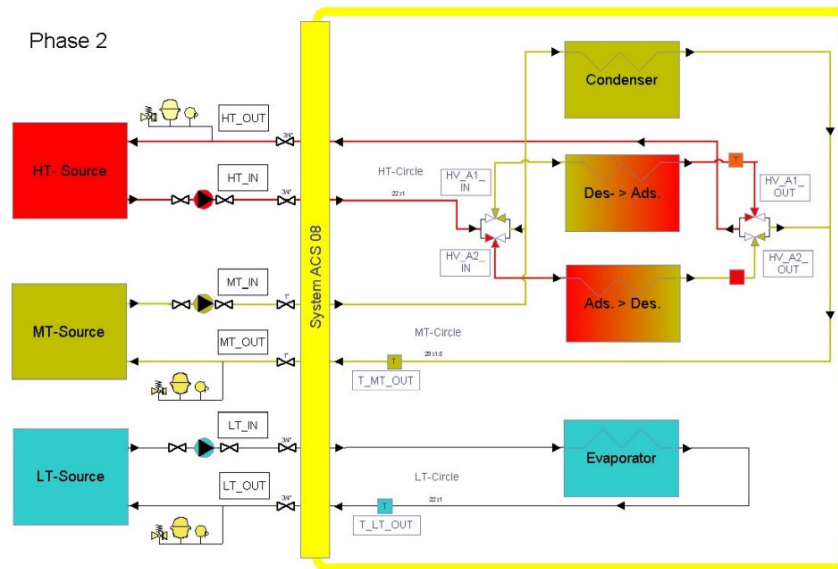 Phase 2
Condenser
HT_OUT
3/4"
HT- Source
HT-Circle
22x1
HT_IN
3/4"
HV_A1_
IN
Des- > Ads.
T
HV_A1_
OUT
HV_A2_
IN
HV_A2_
OUT
Ads. > Des.
System ACS 08
MT_IN
1"
MT-Source
MT_OUT
1"
MT-Circle
T
T_MT_OUT
LT_IN
3/4"
LT-Source
Evaporator
LT_OUT
3/4"
LT-Circle
22x1
T
T_LT_OUT